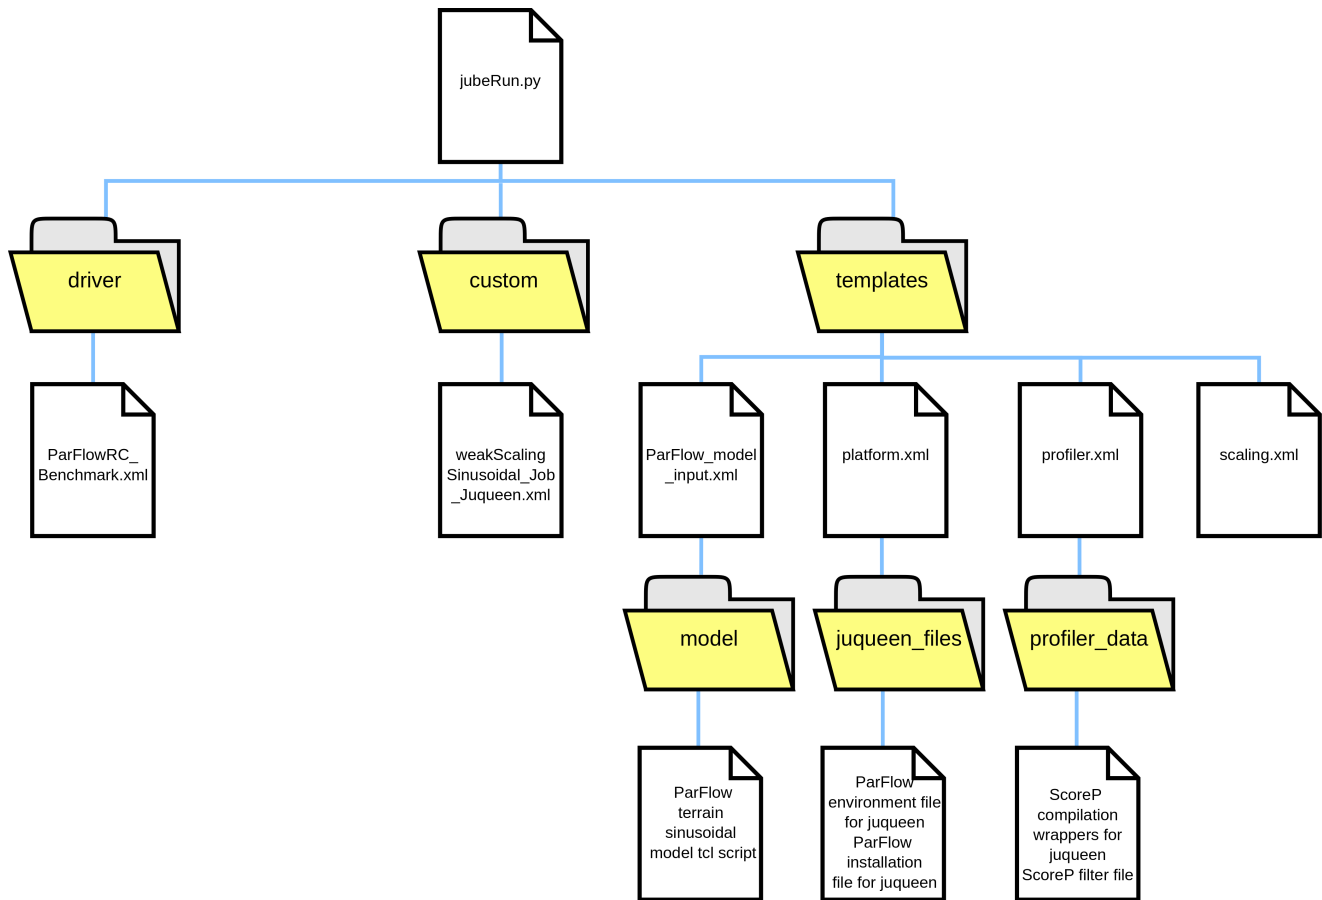 jubeRun.py
driver
custom
templates
ParFlowRC_
Benchmark.xml
weakScaling
Sinusoidal_Job
_Juqueen.xml
ParFlow_model
_input.xml
platform.xml
profiler.xml
scaling.xml
model
juqueen_files
profiler_data
ParFlow
terrain
sinusoidal
model tcl script
ParFlow
environment file
for juqueen
ParFlow
installation
file for juqueen
ScoreP
compilation
wrappers for
juqueen
ScoreP filter file